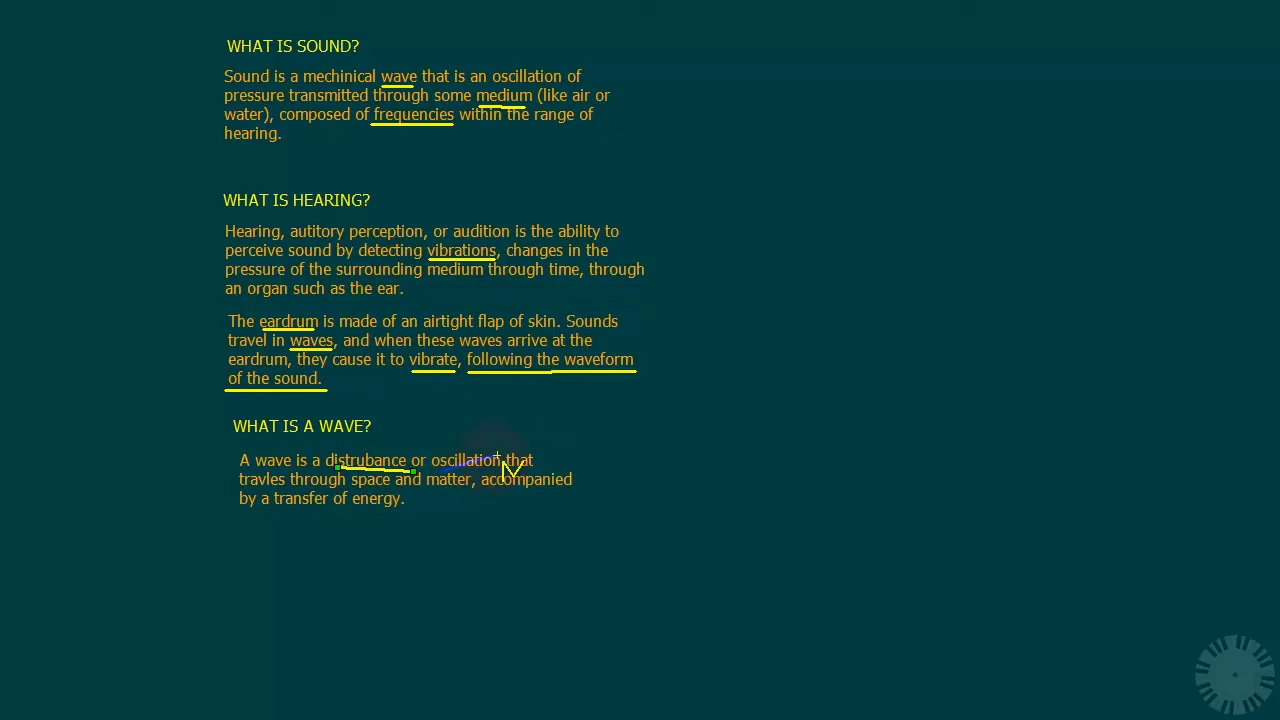 WHAT IS SOUND?
Sound is a mechinical wave that is an oscillation of
pressure transmitted through some medium (like air or
water), composed of frequencies within the range of
hearing.
WHAT IS HEARING?
Hearing, autitory perception, or audition is the ability to
perceive sound by detecting vibrations, changes in the
pressure of the surrounding medium through time, through
an organ such as the ear.
The eardrum is made of an airtight flap of skin. Sounds
travel in waves, and when these waves arrive at the
eardrum, they cause it to vibrate, following the waveform
of the sound.
WHAT IS A WAVE?
A wave is a distrubance or oscillation that
travles through space and matter, accompanied
by a transfer of energy.